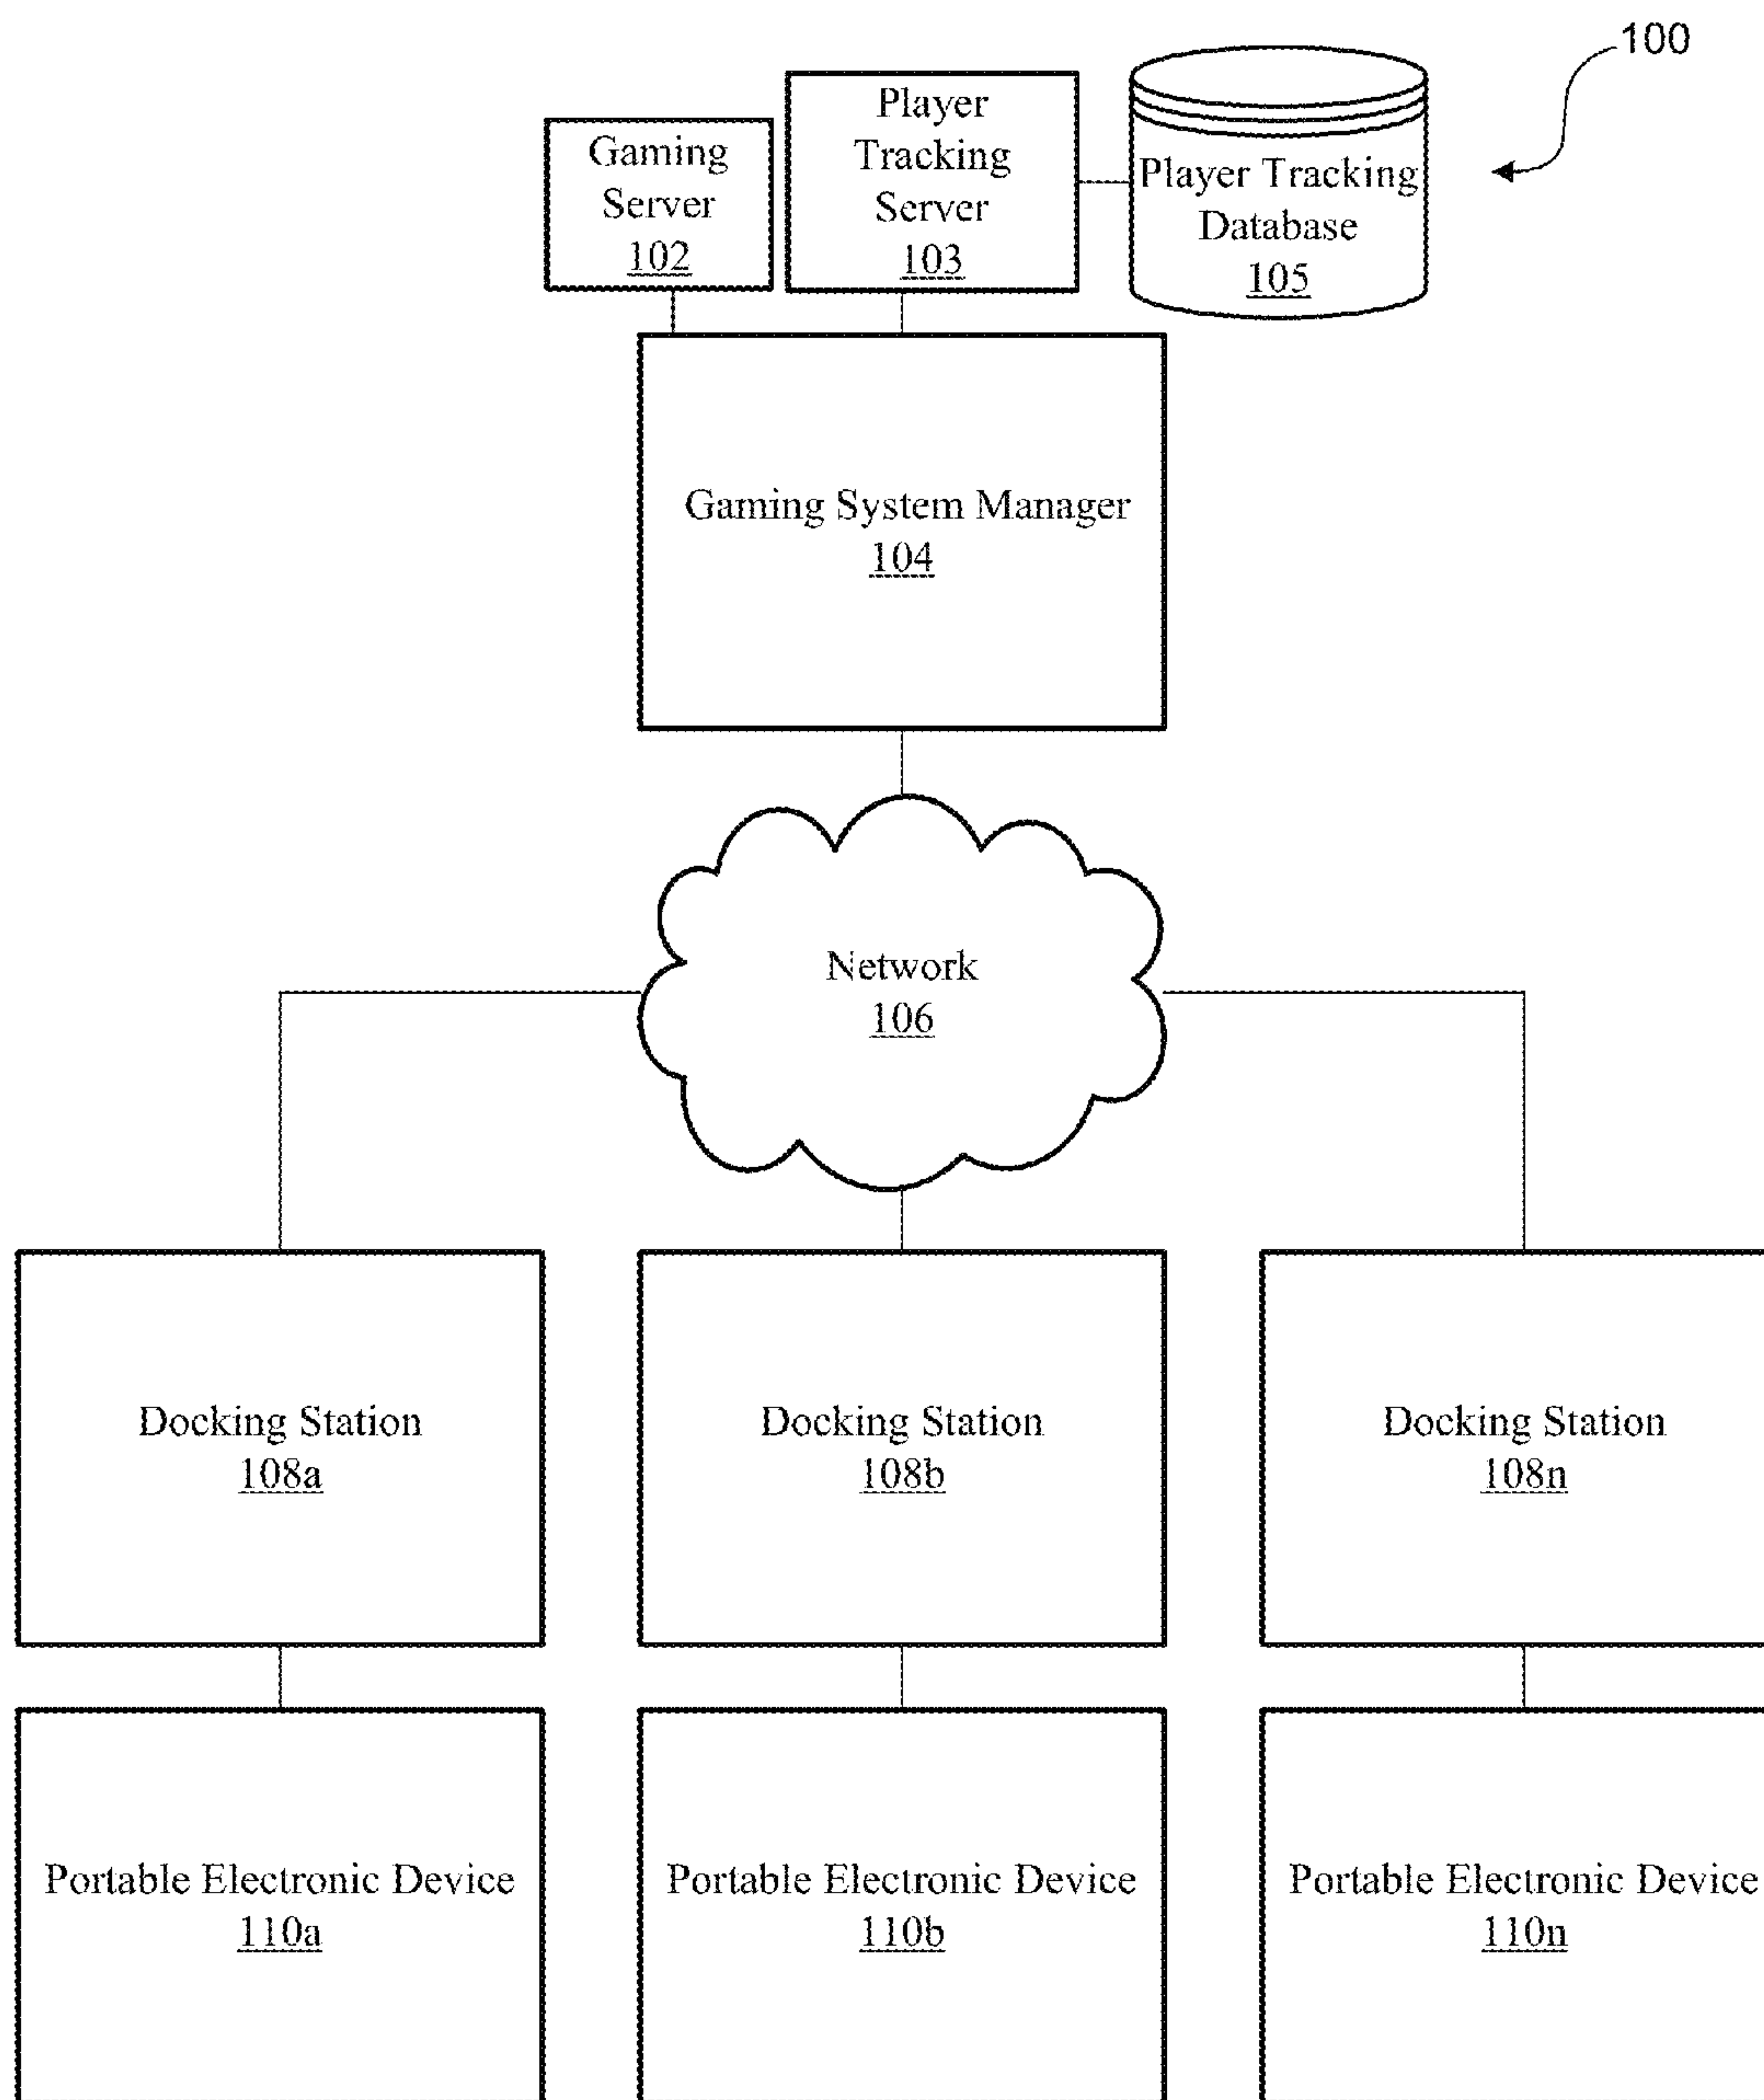 100
Gaming
Server
102
Player
Tracking
Server
103
Player Tracking
Database
105
Gaming System Manager
104
Network
106
Docking Station
108a
Docking Station
108b
Docking Station
108n
Portable Electronic Device
110a
Portable Electronic Device
110b
Portable Electronic Device
110n